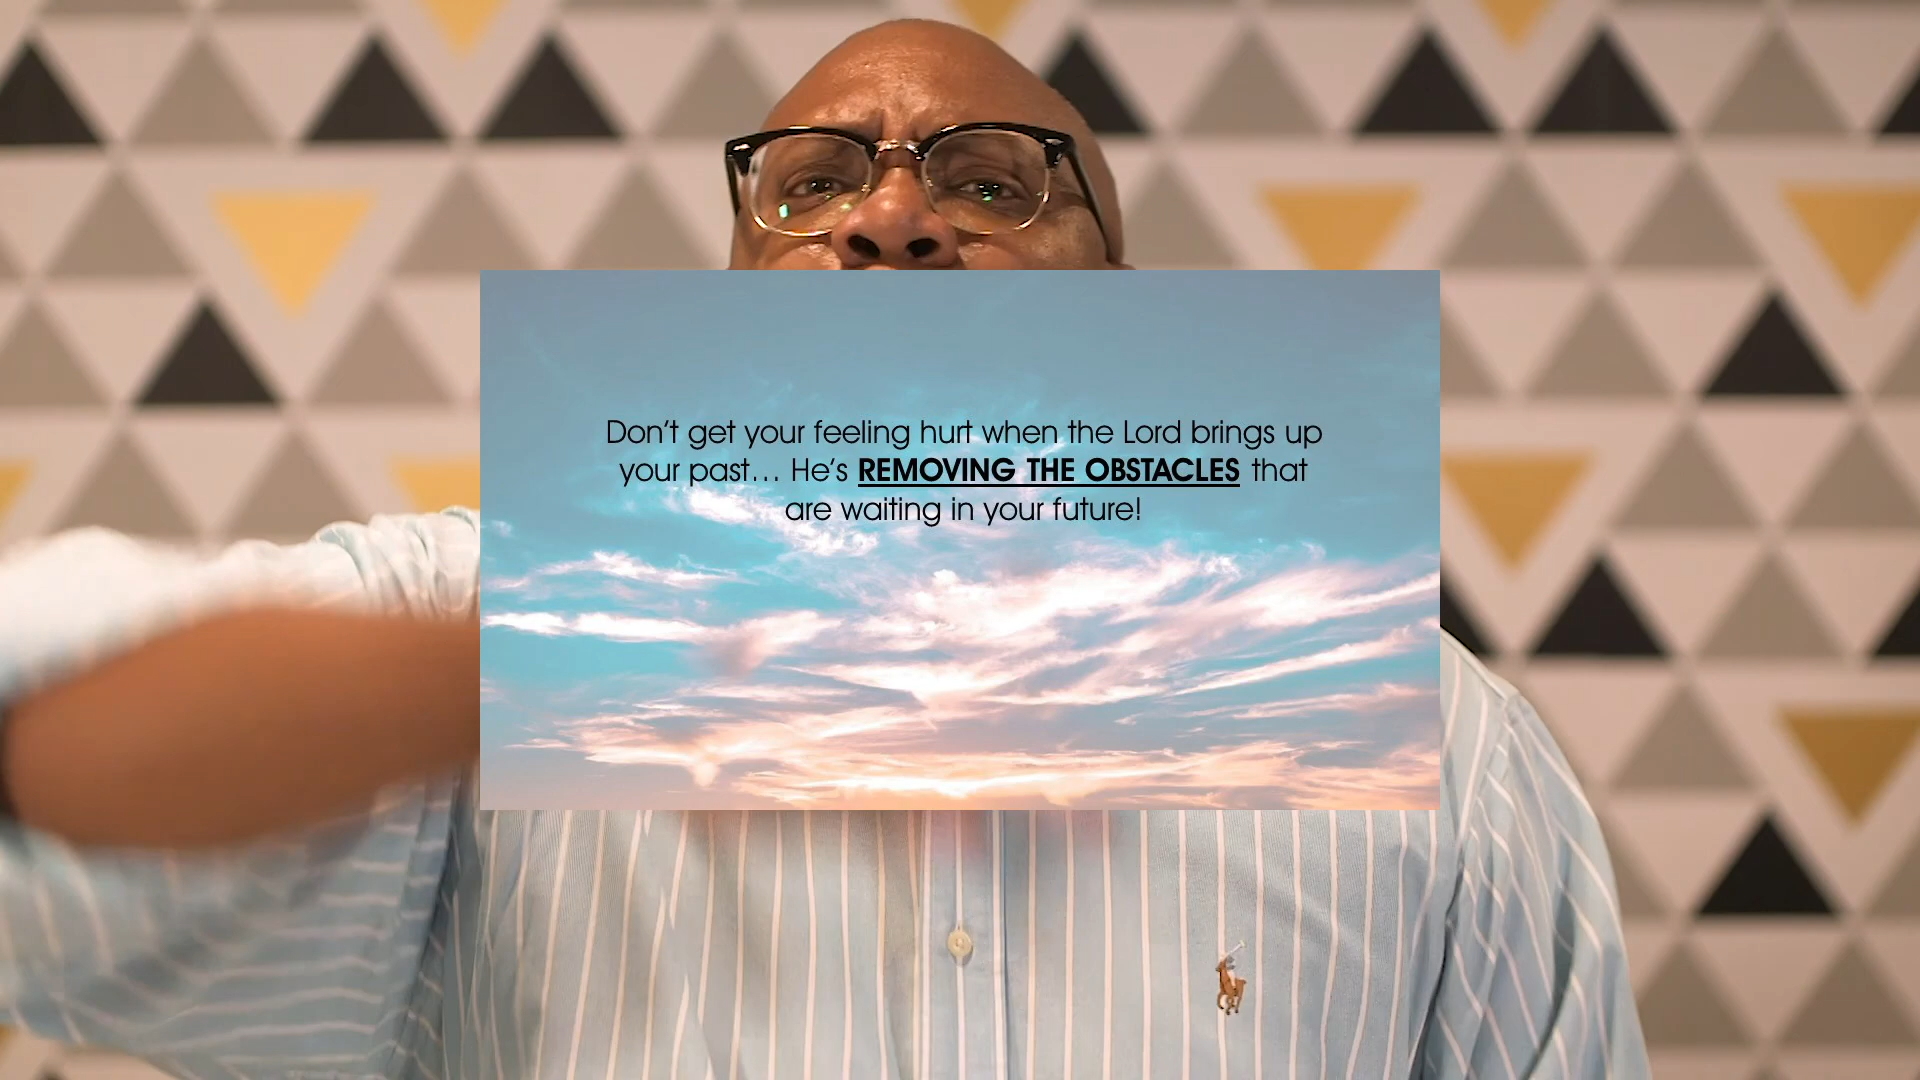 Don't get your feeling hurt when the Lord brings up
your past... He's REMOVING THE OBSTACLES that
are waiting in your future!